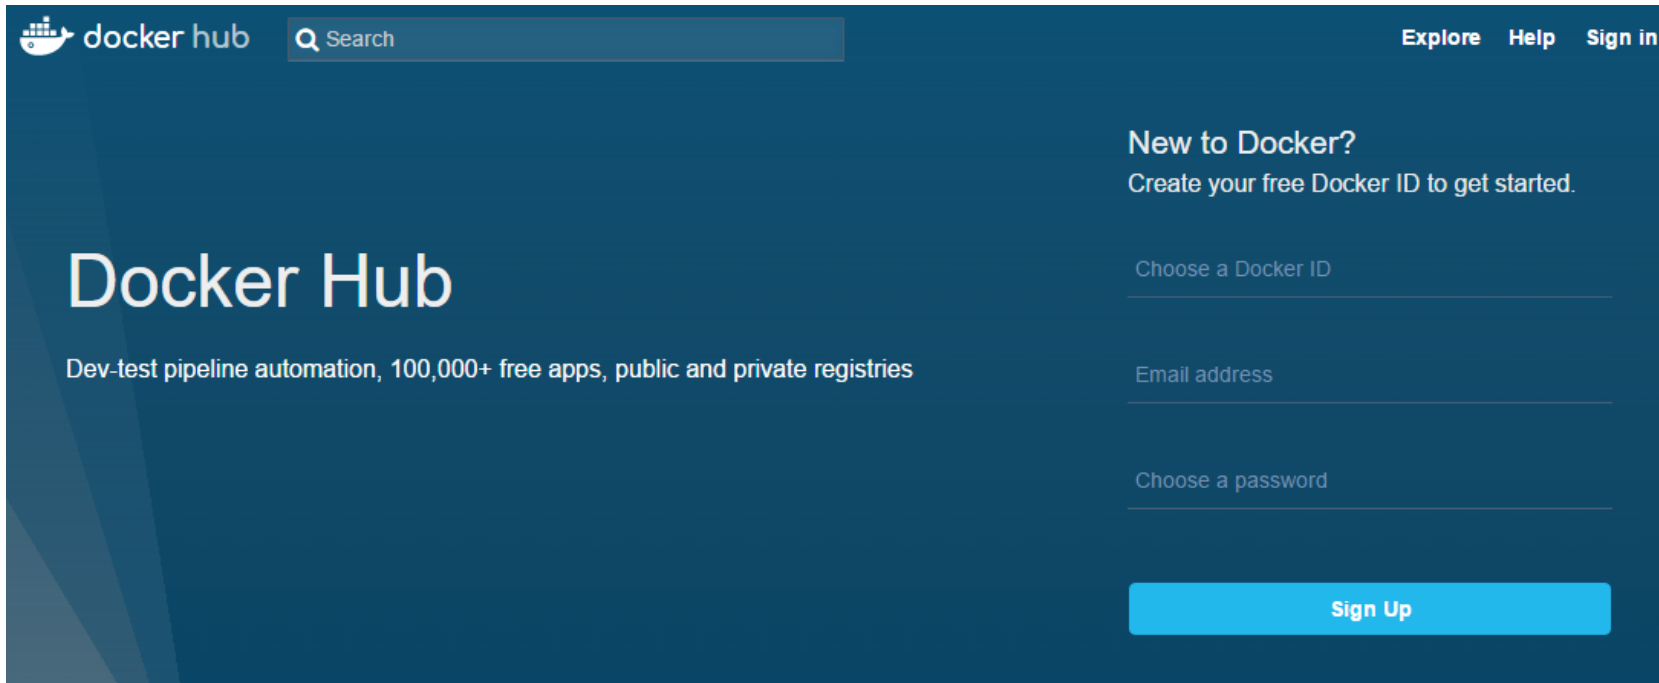 docker hub
Search
Explore Help Sign in
New to Docker?
Create your free Docker ID to get started.
Choose a Docker ID
Docker Hub
Dev-test pipeline automation, 100,000+ free apps, public and private registries
Email address
Choose a password
Sign Up